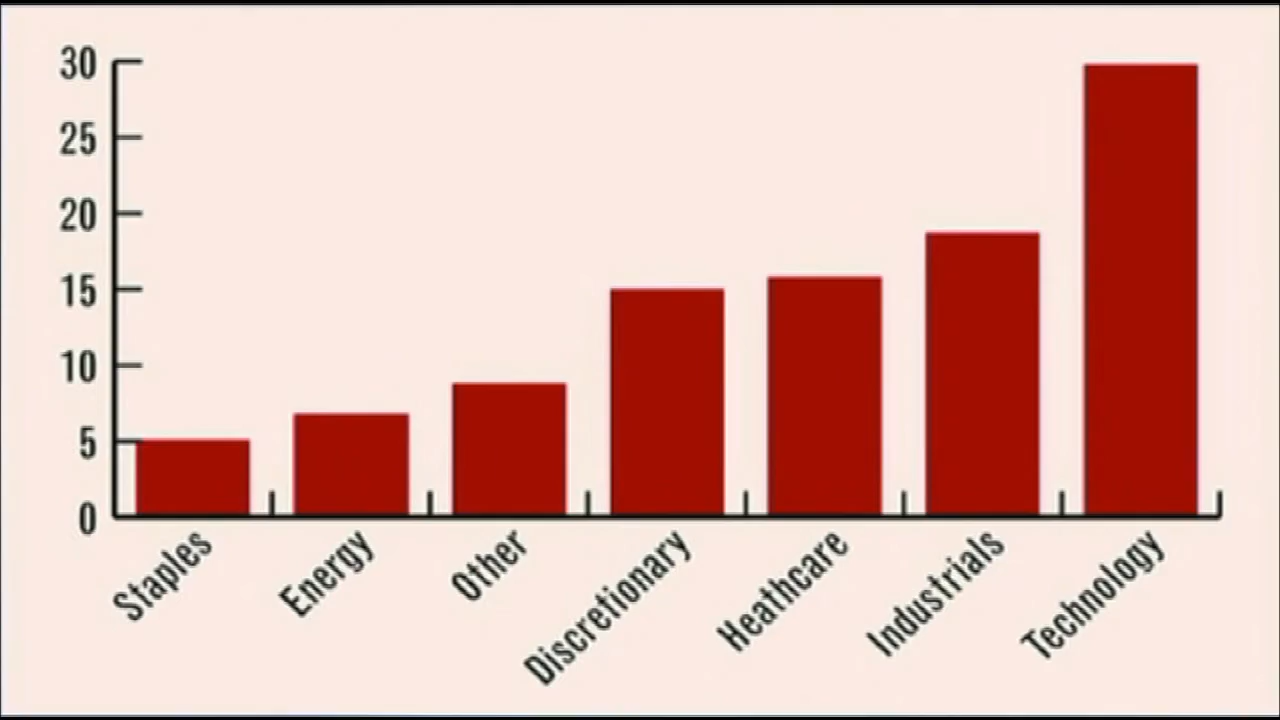 30
25
20
15
10
5
0
Staples
Energy
Other
Discretionary
Heathcare
Industrials
Technology